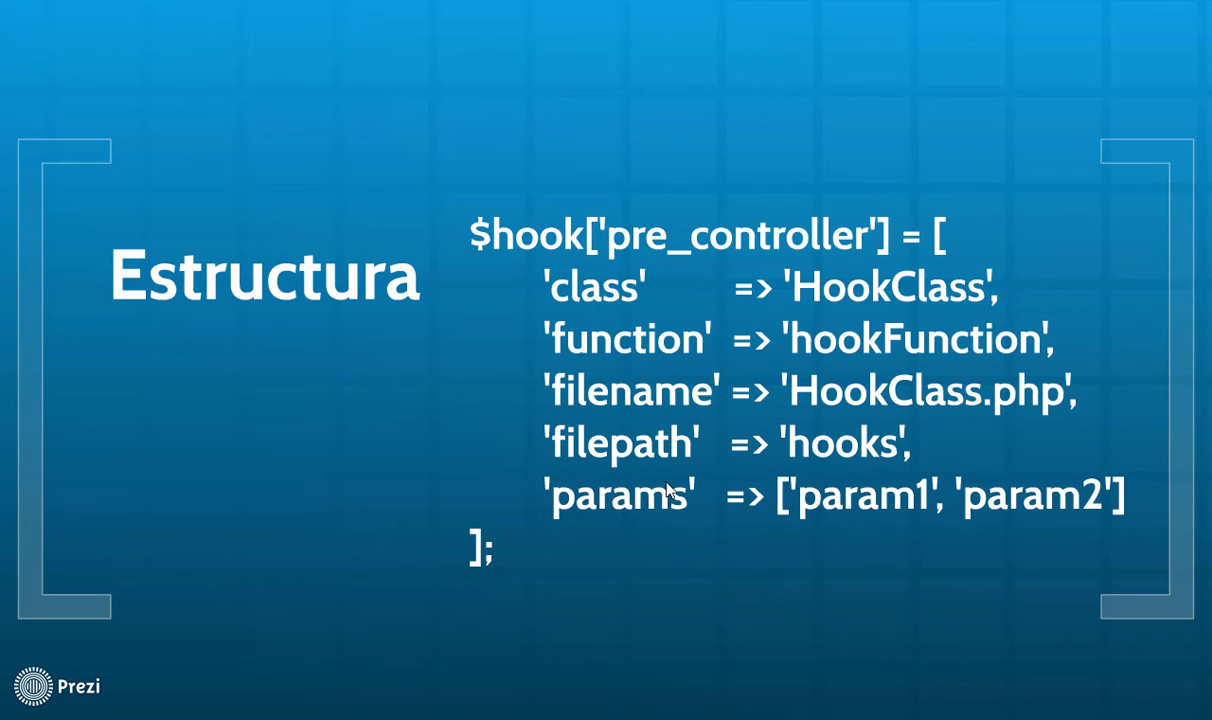 Estructura
$hook['pre_controller'] = [
'class' => 'HookClass',
'function' => 'hookFunction',
'filename' => 'HookClass.php',
'filepath' => 'hooks',
'params' => ['param1', 'param2']
];
Prezi